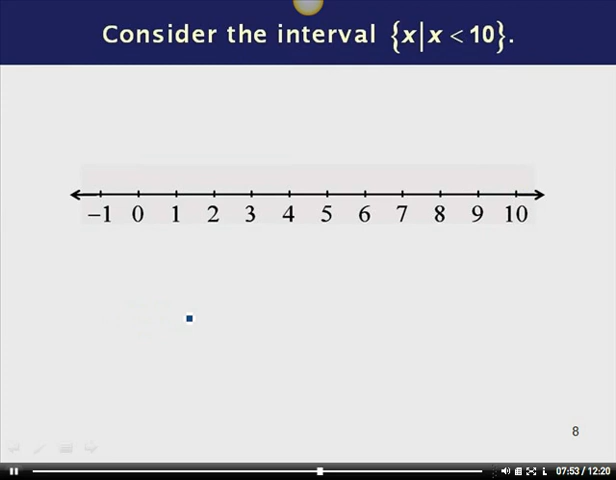 Consider the interval {x|x < 10}.
−1 0 1 2 3 4 5 6 7 8 9 10
8
07:53 / 12:20